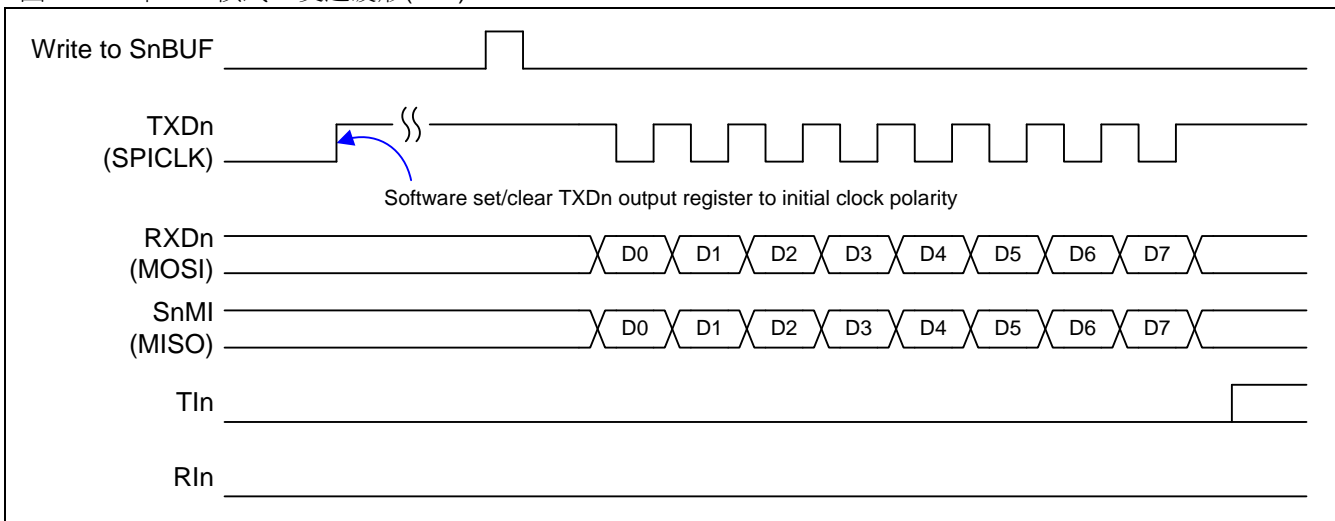 Write to SnBUF
TXDn
(SPICLK)
Software set/clear TXDn output register to initial clock polarity
RXDn
(MOSI)
D0 D1 D2 D3 D4 D5 D6 D7
SnMI
(MISO)
D0 D1 D2 D3 D4 D5 D6 D7
TIn
RIn